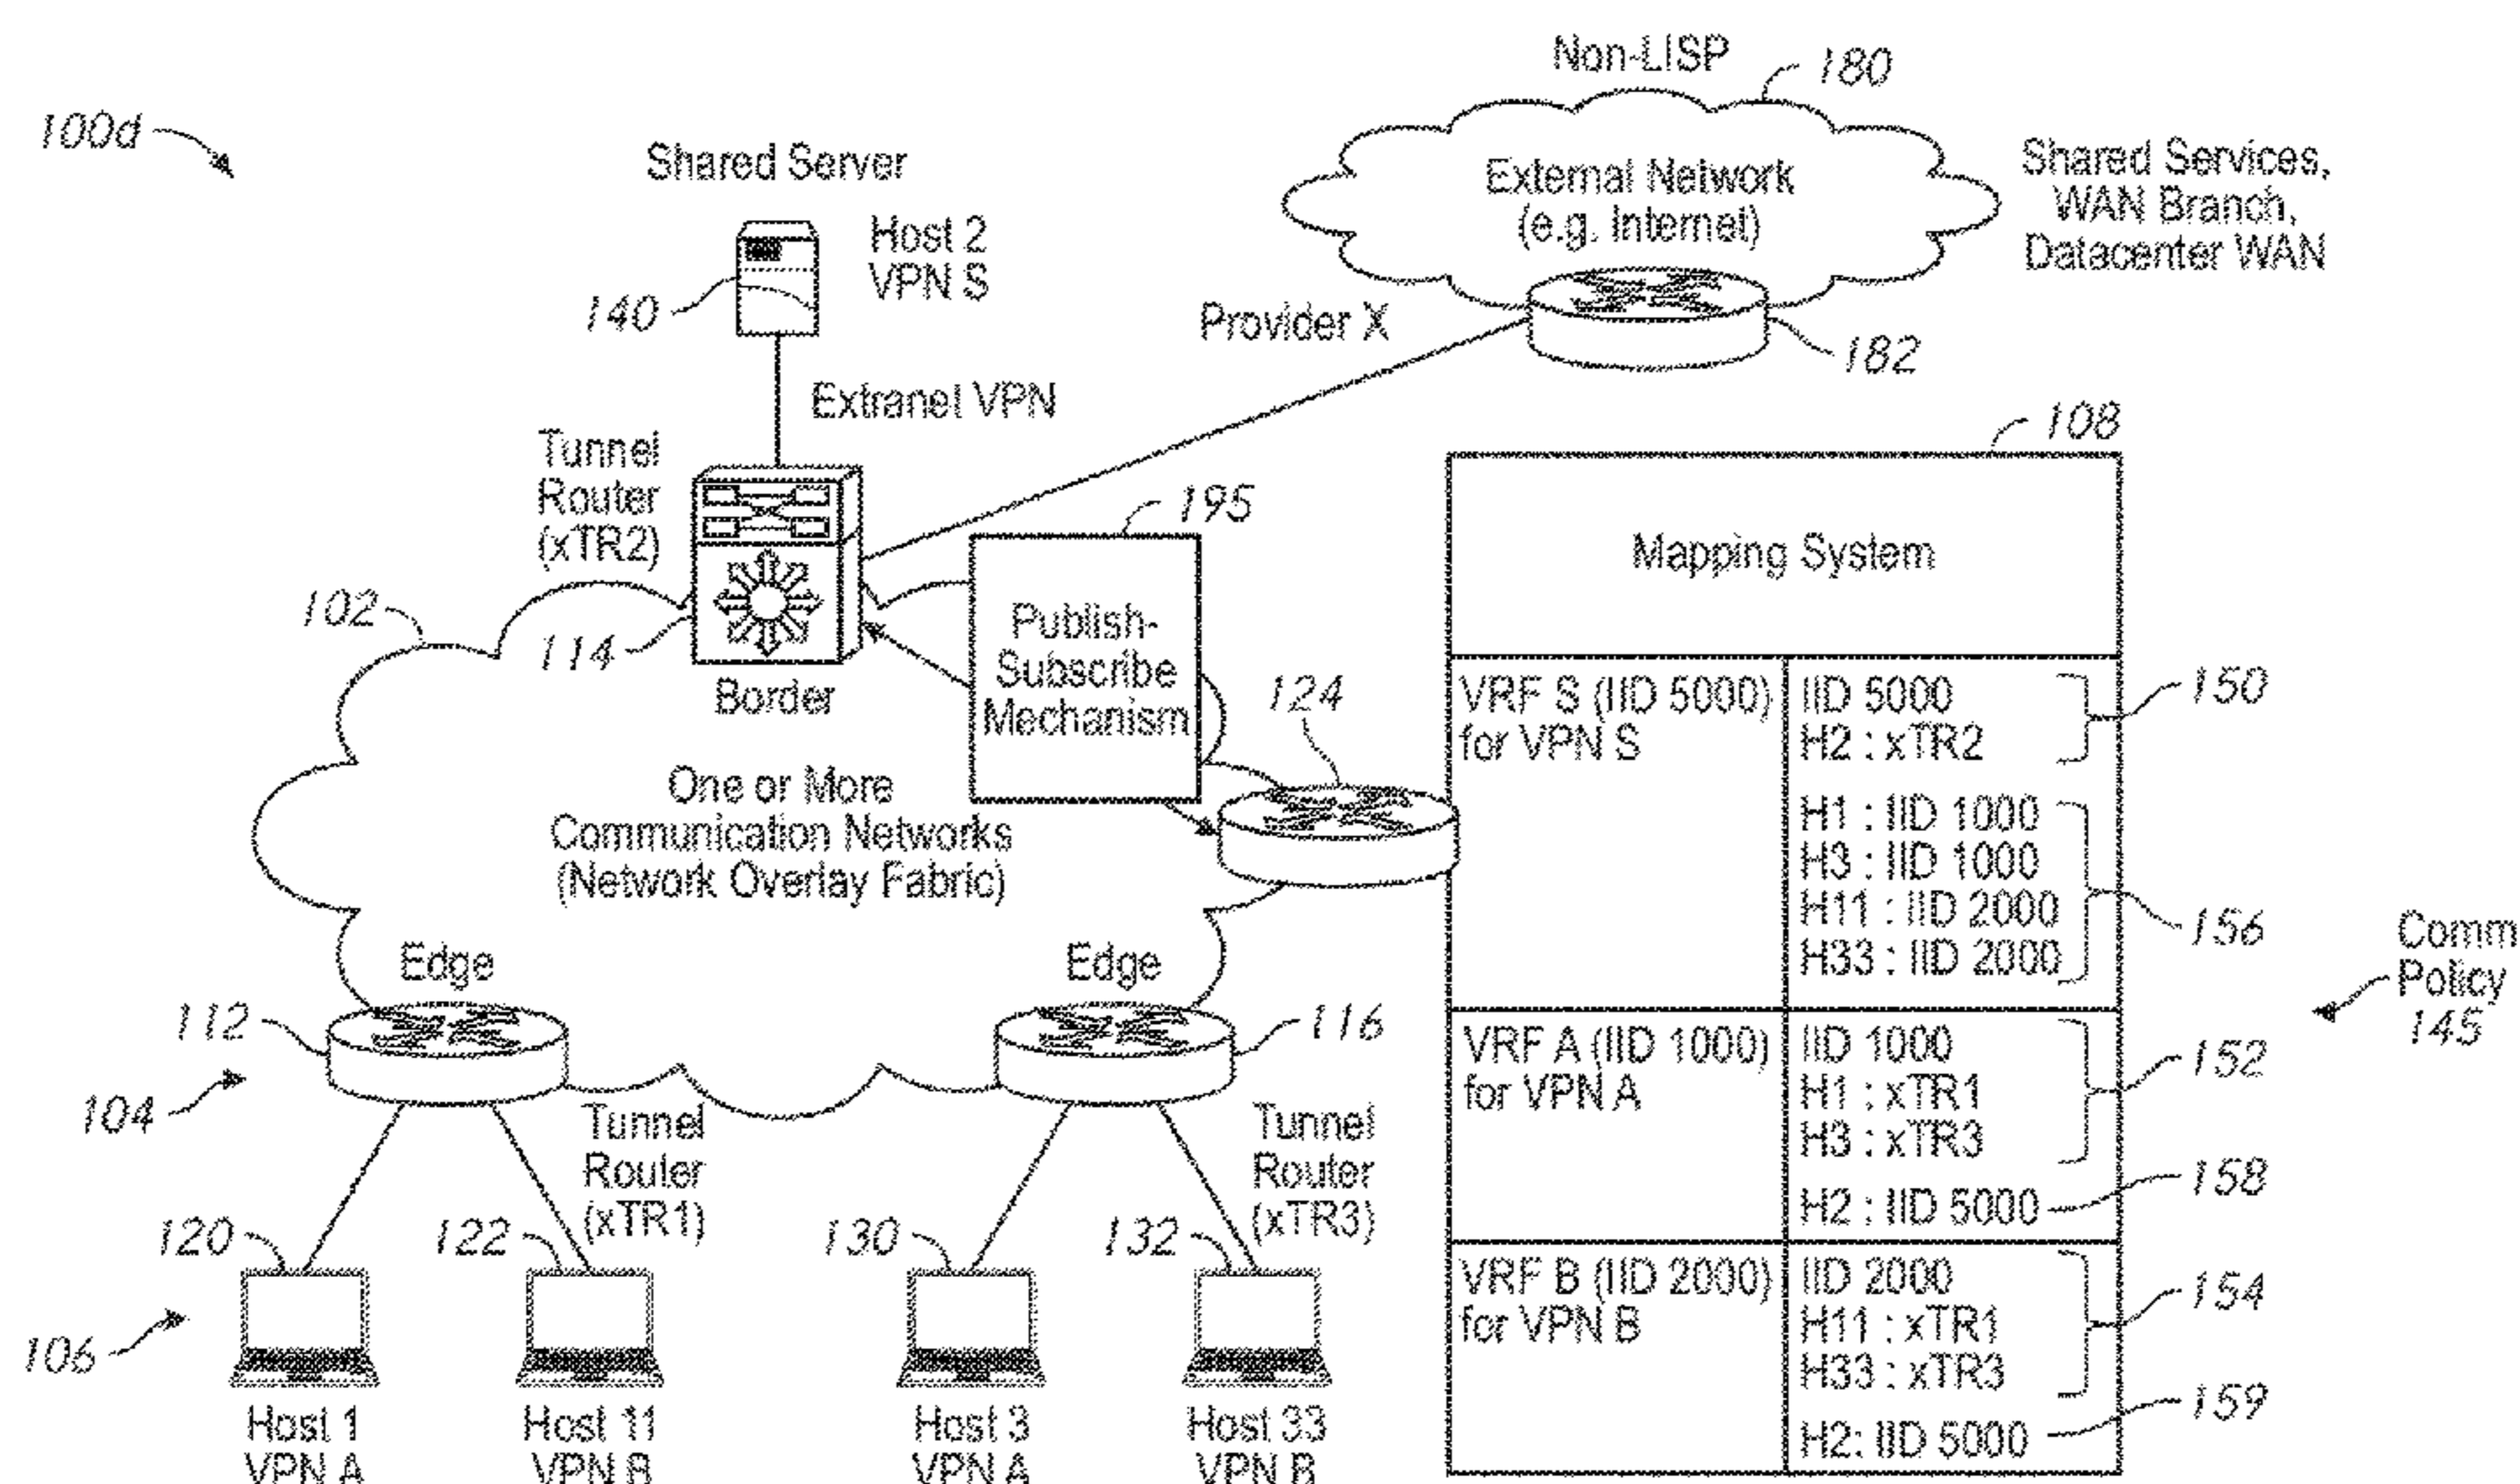 100d
Non-LISP
180
External Network
(e.g. Internet)
Shared Services,
WAN Branch,
Datacenter WAN
Shared Server
Host 2
VPN S
140
Provider X
182
Extranet VPN
Tunnel
Router
(xTR2)
195
108
Mapping System
102
114
Border
Publish-
Subscribe
Mechanism
124
One or More
Communication Networks
(Network Overlay Fabric)
VRF S (IID 5000)
for VPN S
IID 5000
H2 : xTR2
150
H1 : IID 1000
H3 : IID 1000
H11 : IID 2000
H33 : IID 2000
156
Comm
Policy
145
VRF A (IID 1000)
for VPN A
IID 1000
H1 : xTR1
H3 : xTR3
152
H2 : IID 5000
158
VRF B (IID 2000)
for VPN B
IID 2000
H11 : xTR1
H33 : xTR3
154
H2: IID 5000
159
Edge
112
104
Tunnel
Router
(xTR1)
Edge
116
Tunnel
Router
(xTR3)
120
122
130
132
106
Host 1
VPN A
Host 11
VPN B
Host 3
VPN A
Host 33
VPN B